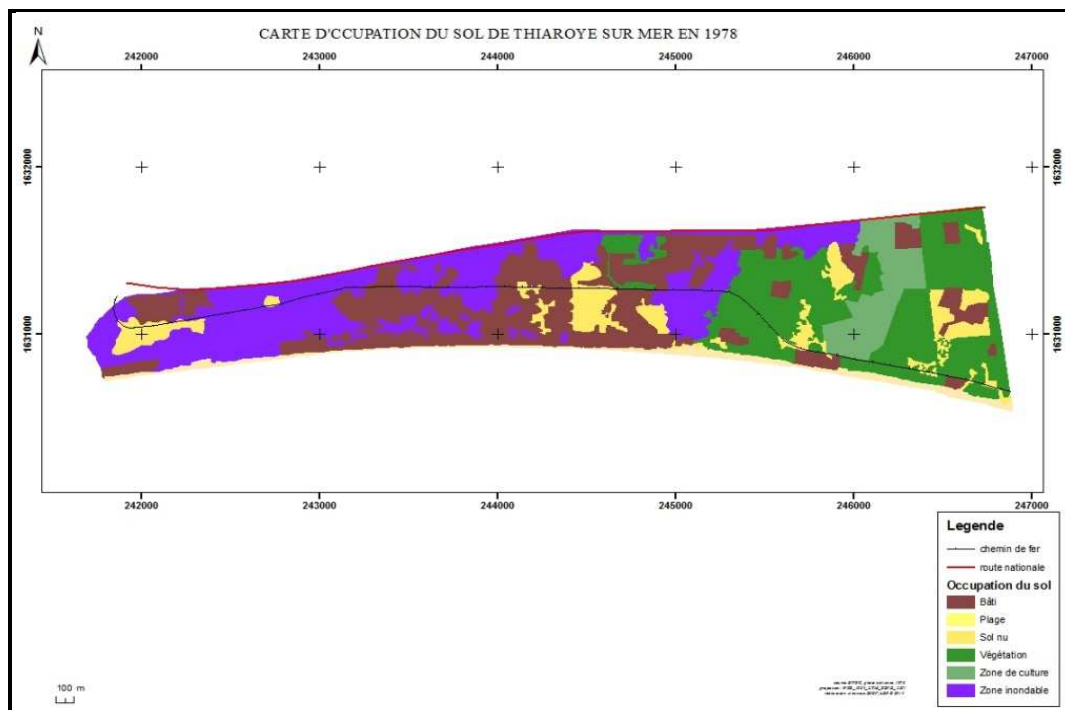 CARTE D'CCUPATION DU SOL DE THIAROYE SUR MER EN 1978
N
242000 243000 244000 245000 246000 247000
1632000 1632000
1631000 1631000
242000 243000 244000 245000 246000 247000
Legende
chemin de fer
route nationale
Occupation du sol
Bâti
Plage
Sol nu
Végétation
Zone de culture
Zone inondable
100 m